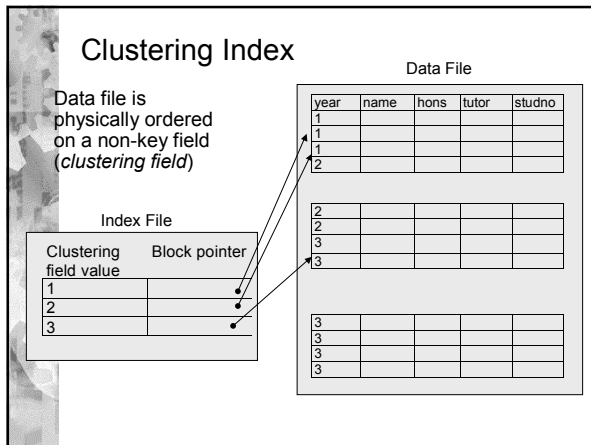 Clustering Index
Data file is
physically ordered
on a non-key field
(clustering field)
Index File
Clustering field value Block pointer
1
2
3
Data File
year name hons tutor studno
1
1
1
2
2
2
3
3
3
3
3
3